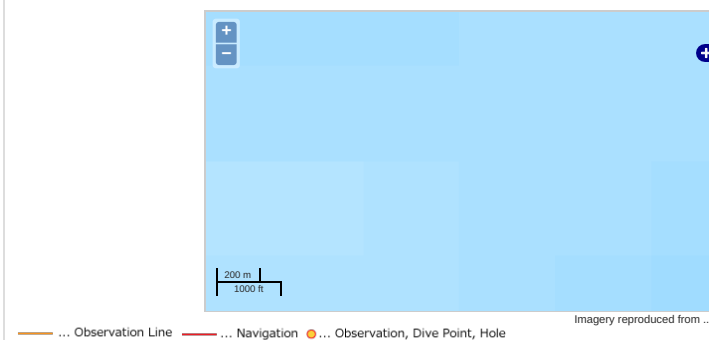 +
−
+
200 m
1000 ft
Imagery reproduced from ..
... Observation Line ... Navigation ... Observation, Dive Point, Hole